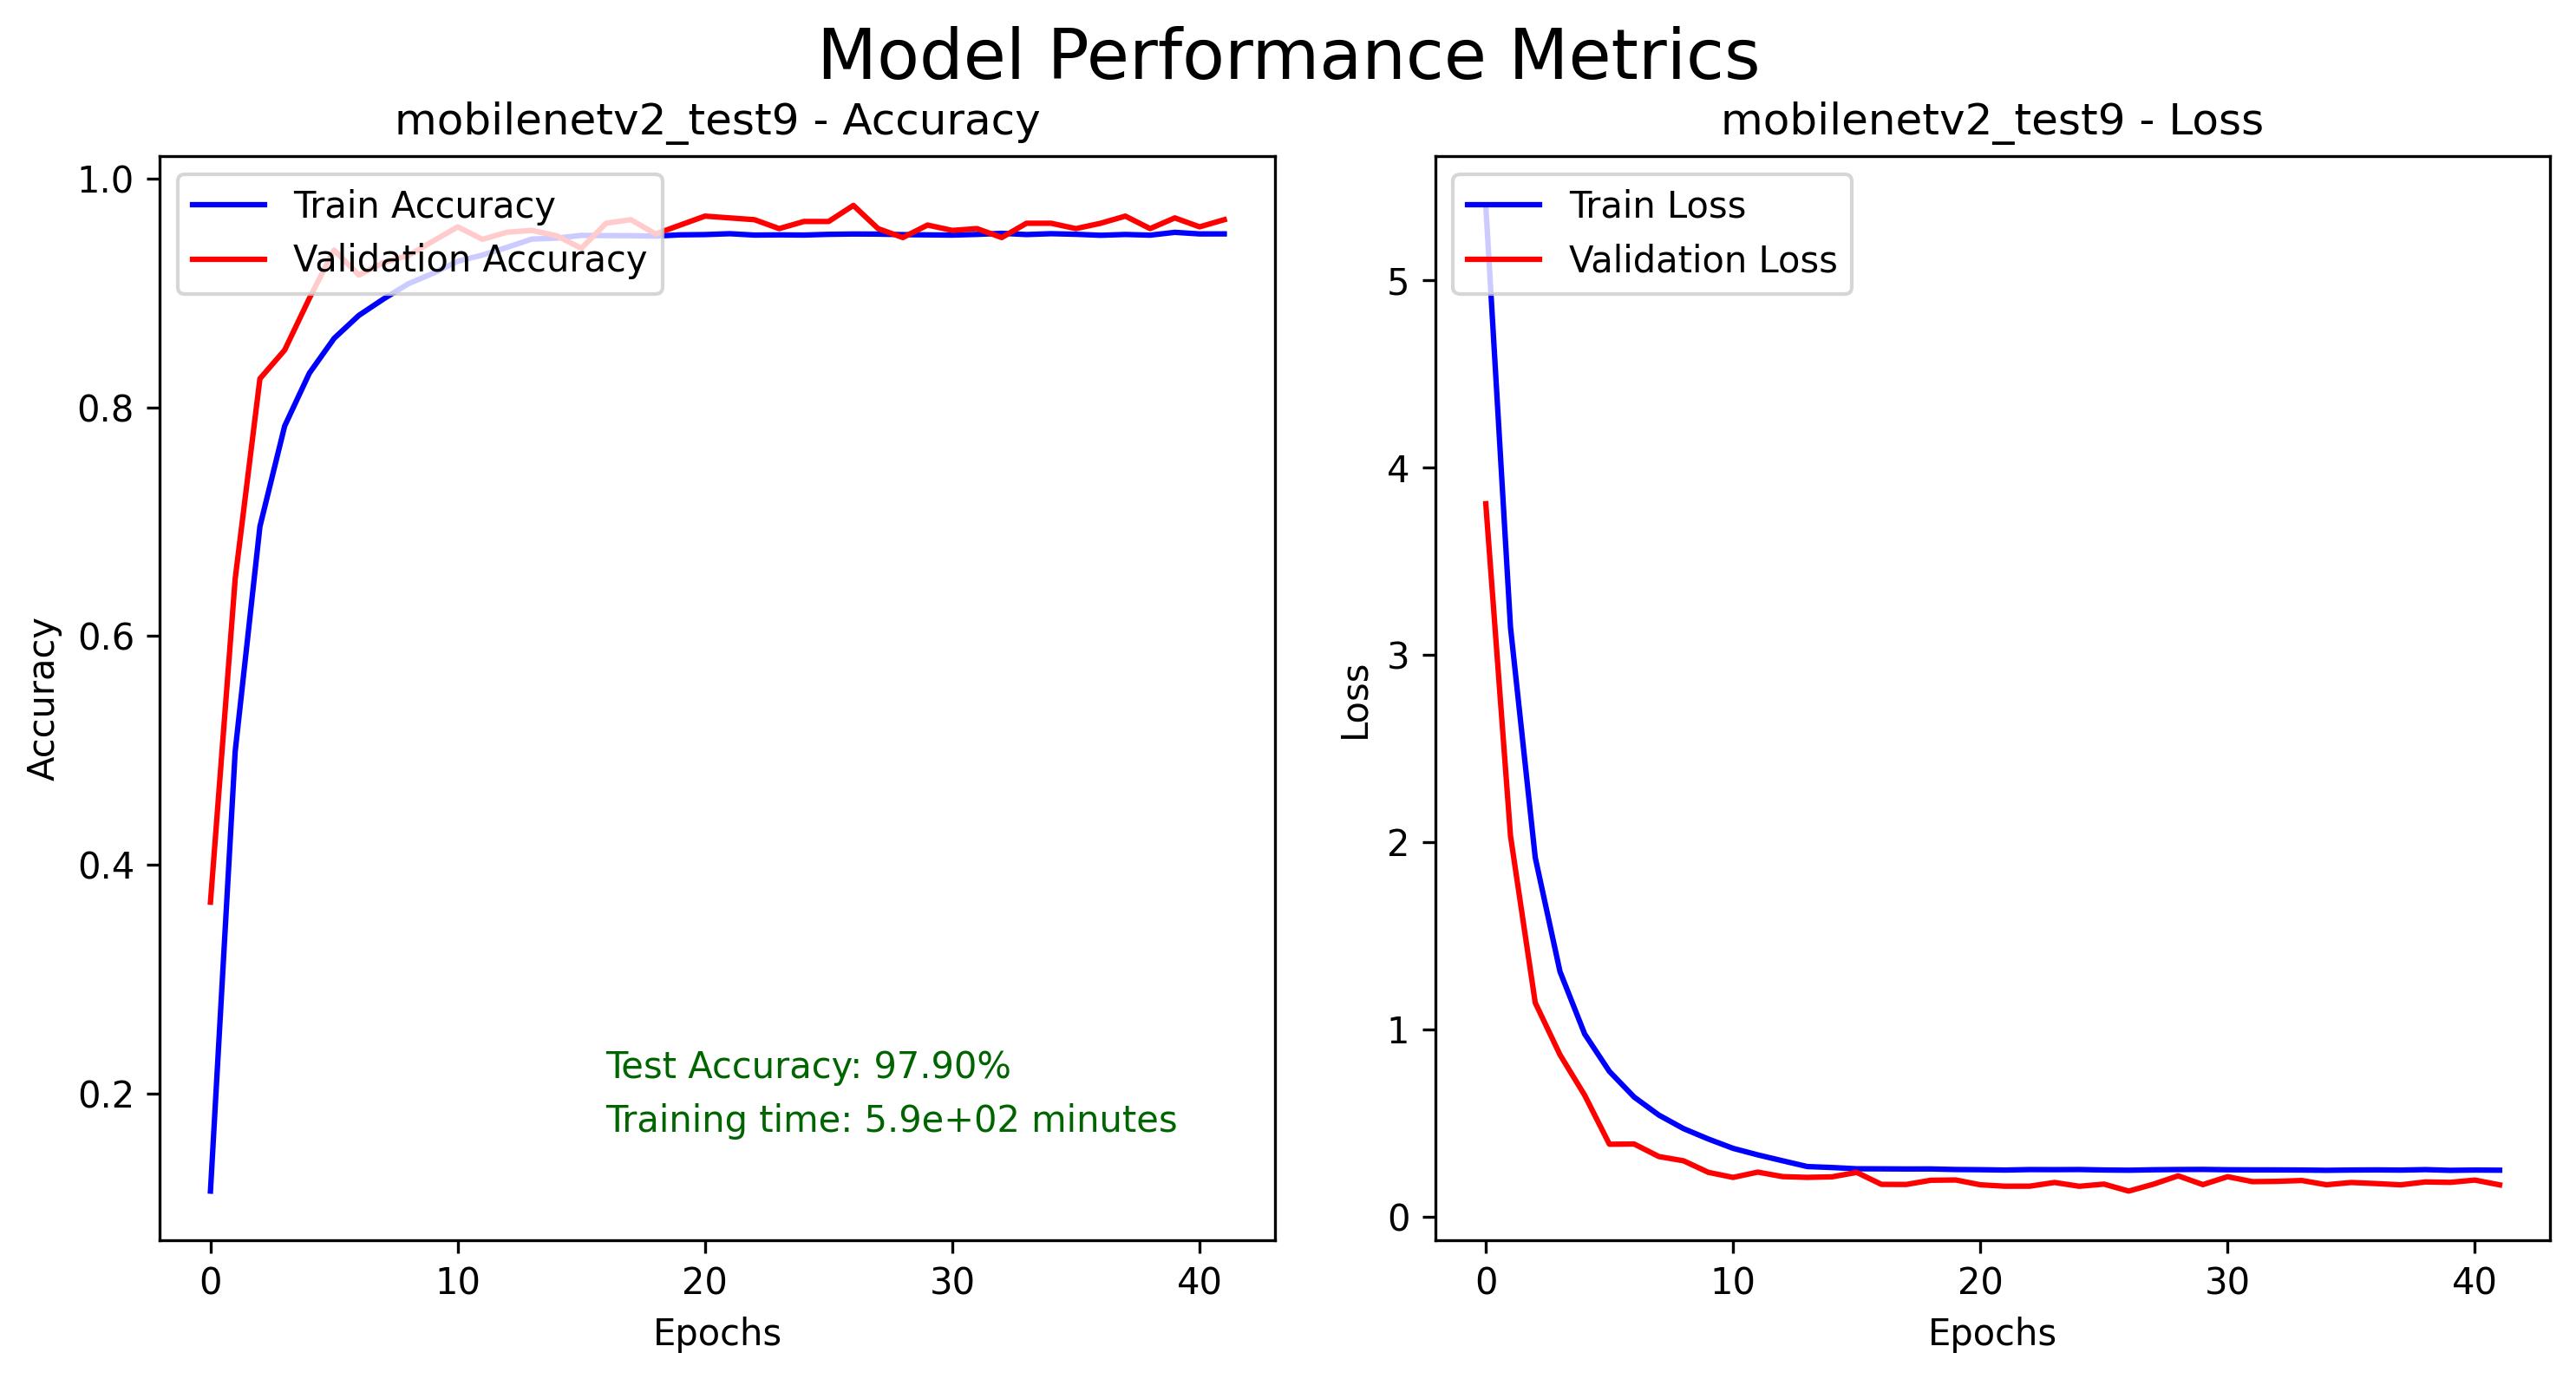 Model Performance Metrics
mobilenetv2_test9 - Accuracy
1.0
0.8
0.6
0.4
0.2
Accuracy
Train Accuracy
Validation Accuracy
Test Accuracy: 97.90%
Training time: 5.9e+02 minutes
0 10 20 30 40
Epochs
mobilenetv2_test9 - Loss
5
4
3
2
1
0
Loss
Train Loss
Validation Loss
0 10 20 30 40
Epochs